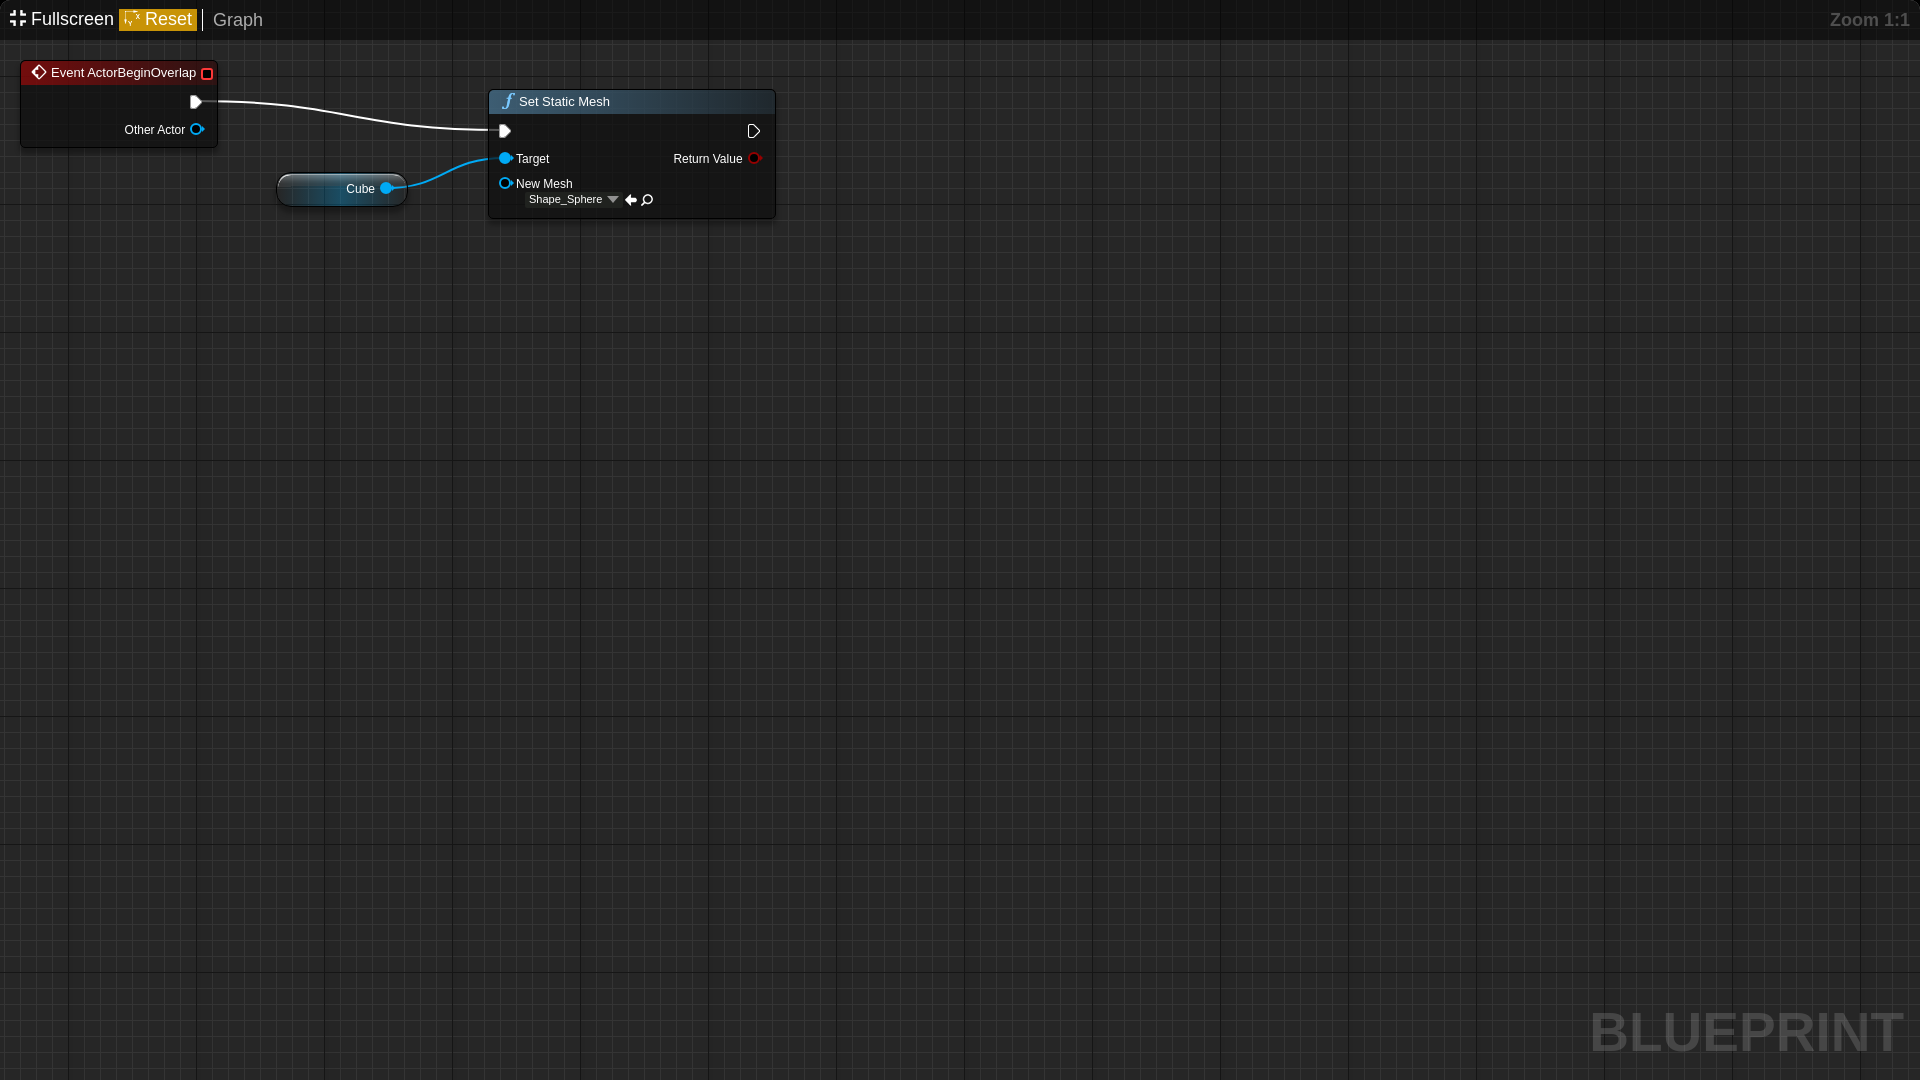 Fullscreen Reset Graph Zoom 1:1
Event ActorBeginOverlap
Other Actor
Cube
Set Static Mesh
Target Return Value
New Mesh
Shape_Sphere
BLUEPRINT